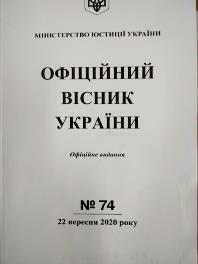 МІНІСТЕРСТВО ЮСТИЦІЇ УКРАЇНИ
ОФІЦІЙНИЙ
ВІСНИК
УКРАЇНИ
Офіційне видання
№ 74
22 вересня 2020 року